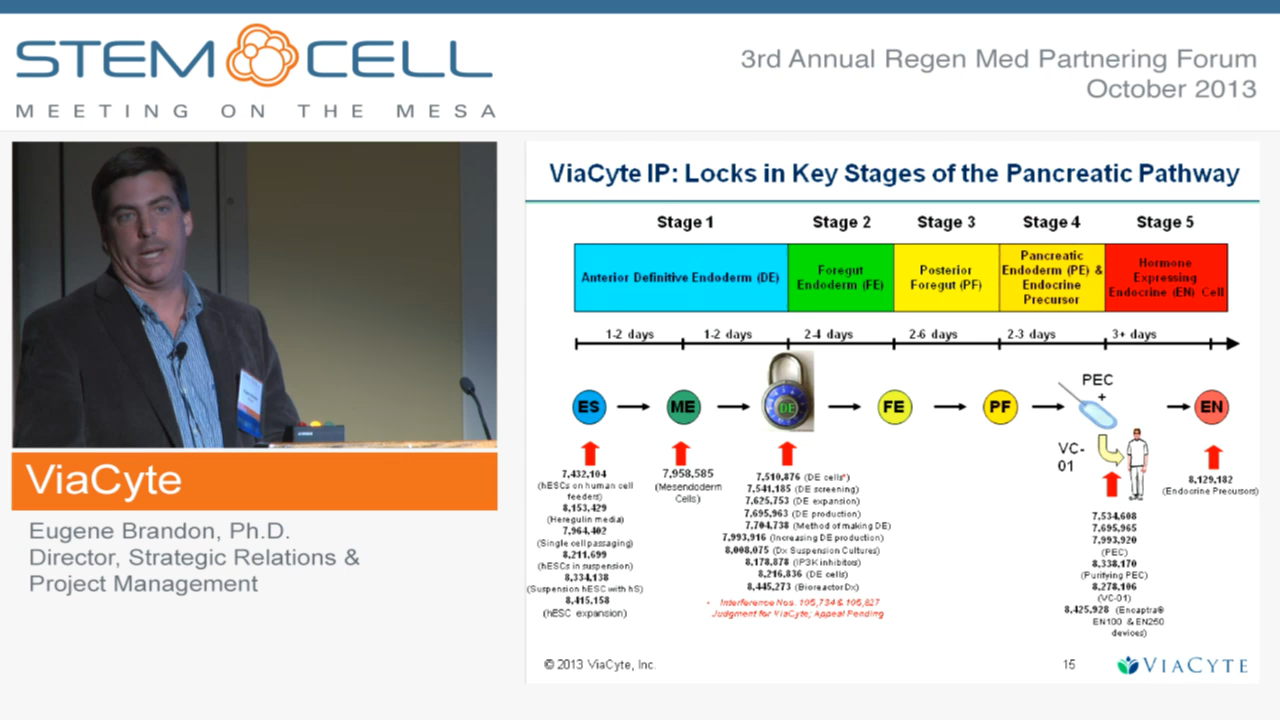 STEM CELL
MEETING ON THE MESA
3rd Annual Regen Med Partnering Forum
October 2013
ViaCyte
Eugene Brandon, Ph.D.
Director, Strategic Relations &
Project Management
ViaCyte IP: Locks in Key Stages of the Pancreatic Pathway
Stage 1 Stage 2 Stage 3 Stage 4 Stage 5
Anterior Definitive Endoderm (DE)
Foregut
Endoderm (FE)
Posterior
Foregut (PF)
Pancreatic
Endoderm (PE) &
Endocrine
Precursor
Hormone
Expressing
Endocrine (EN) Cell
1-2 days 1-2 days 2-4 days 2-6 days 2-3 days 3+ days
ES ME DE FE PF
PEC
+
VC-
01
EN
7,432,104
(hESCs on human cell
feeders)
8,153,429
(Heregulin media)
7,964,402
(Single cell passaging)
8,211,699
(hESCs in suspension)
8,334,138
(Suspension hESC with hS)
8,415,158
(hESC expansion)
7,958,585
(Mesendoderm
Cells)
7,510,876 (DE cells*)
7,541,185 (DE screening)
7,625,753 (DE expansion)
7,695,963 (DE production)
7,704,738 (Method of making DE)
7,993,916 (Increasing DE production)
8,008,075 (Dx Suspension Cultures)
8,178,878 (IP3K inhibitors)
8,216,836 (DE cells)
8,445,273 (Bioreactor Dx)
• Interference Nos. 105,734 & 105,827
Judgment for ViaCyte; Appeal Pending
7,534,608
7,695,965
7,993,920
(PEC)
8,338,170
(Purifying PEC)
8,278,106
(VC-01)
8,425,928 (Encaptra®
EN100 & EN250
devices)
8,129,182
(Endocrine Precursors)
© 2013 ViaCyte, Inc.
15
VIACYTE